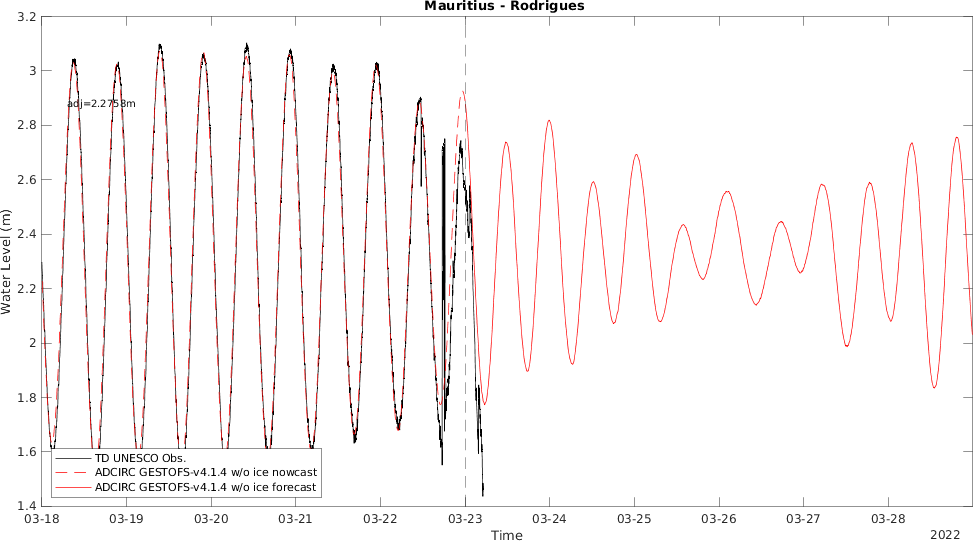 Mauritius - Rodrigues
3.2
3
2.8
2.6
2.4
2.2
2
1.8
1.6
1.4
Water Level (m)
adj=2.2758m
TD UNESCO Obs.
ADCIRC GESTOFS-v4.1.4 w/o ice nowcast
ADCIRC GESTOFS-v4.1.4 w/o ice forecast
03-18 03-19 03-20 03-21 03-22 03-23 03-24 03-25 03-26 03-27 03-28
Time
2022